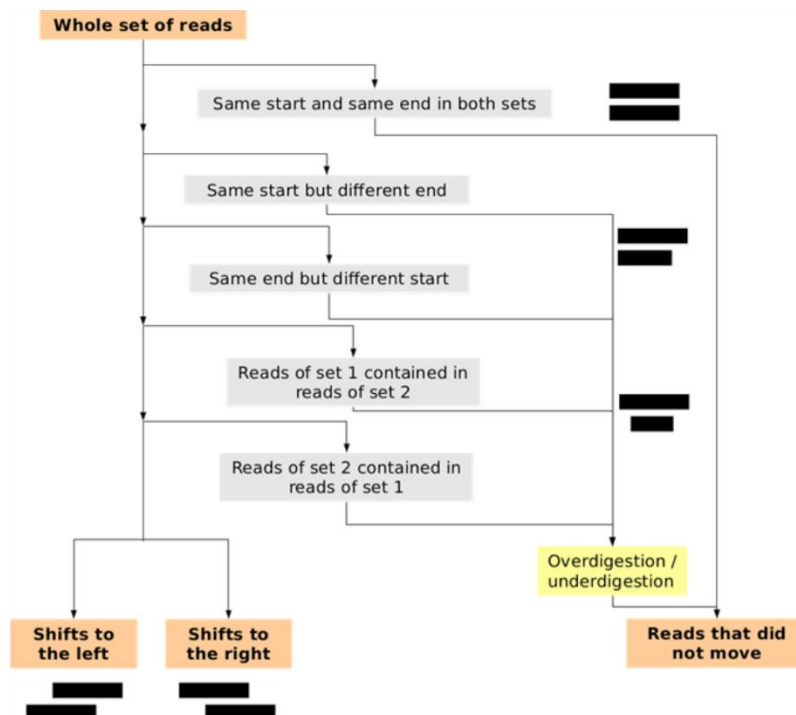 Whole set of reads
Same start and same end in both sets
Same start but different end
Same end but different start
Reads of set 1 contained in
reads of set 2
Reads of set 2 contained in
reads of set 1
Overdigestion /
underdigestion
Shifts to
the left
Shifts to
the right
Reads that did
not move